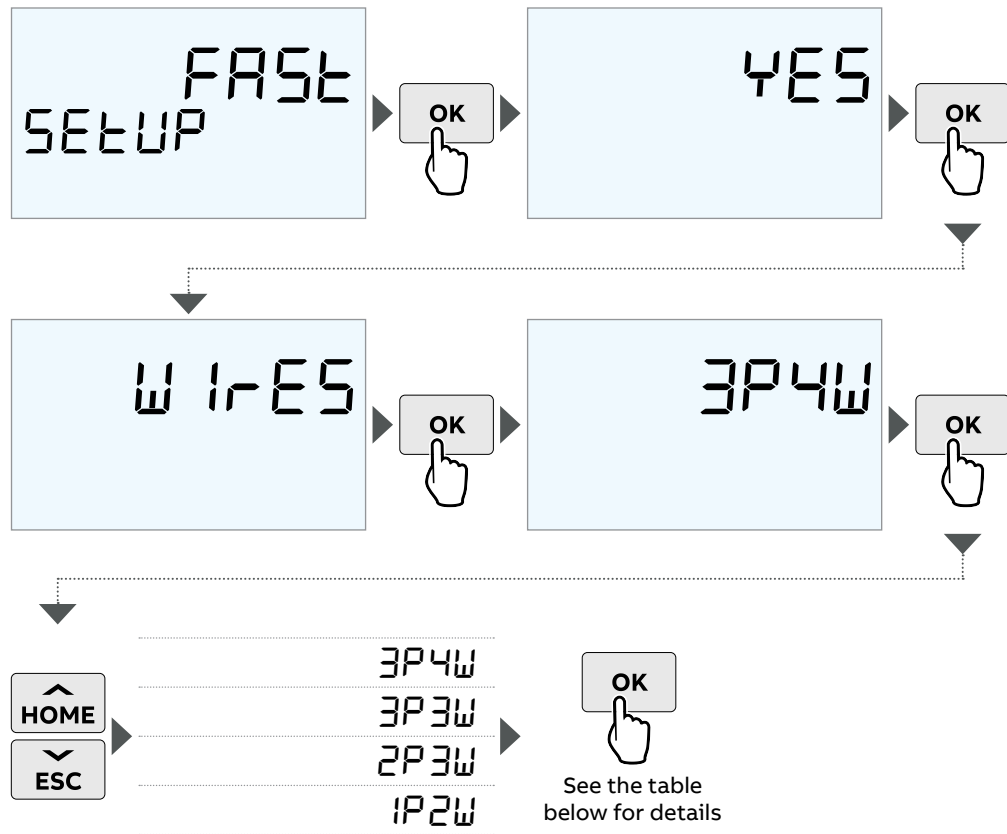 FASt
SEtUP
OK
YES
OK
WIrES
OK
3P4W
OK
HOME
ESC
3P4W
3P3W
2P3W
1P2W
OK
See the table
below for details